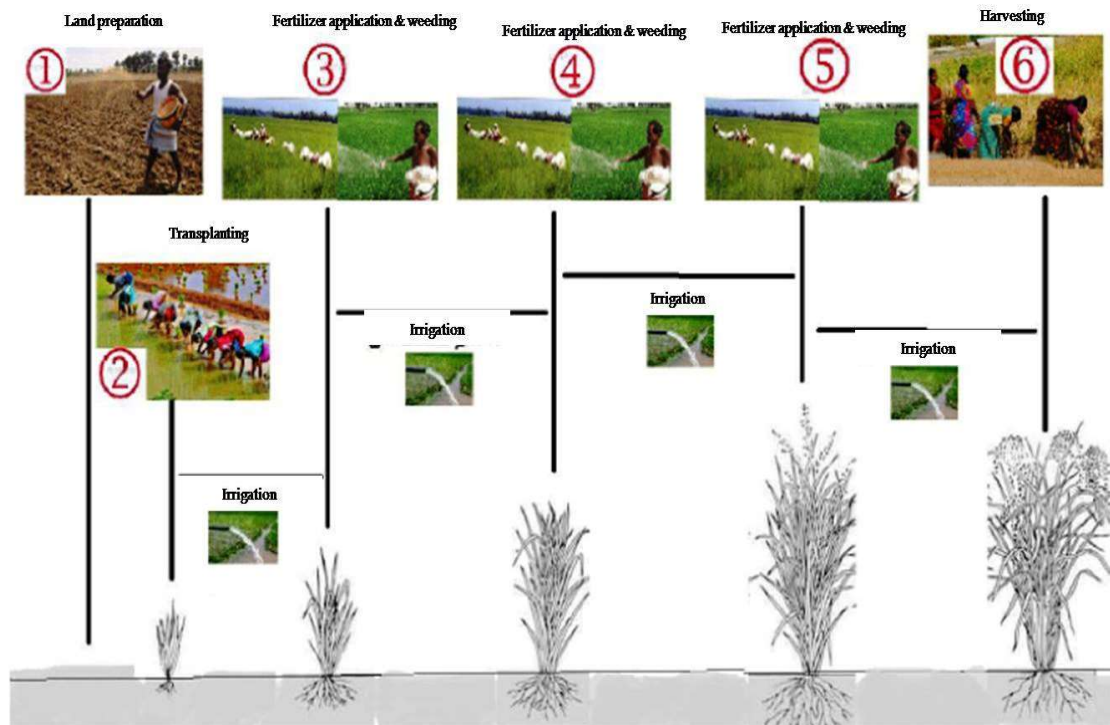 Land preparation
Fertilizer application & weeding
Fertilizer application & weeding
Fertilizer application & weeding
Harvesting
1
3
4
5
6
Transplanting
2
Irrigation
Irrigation
Irrigation
Irrigation